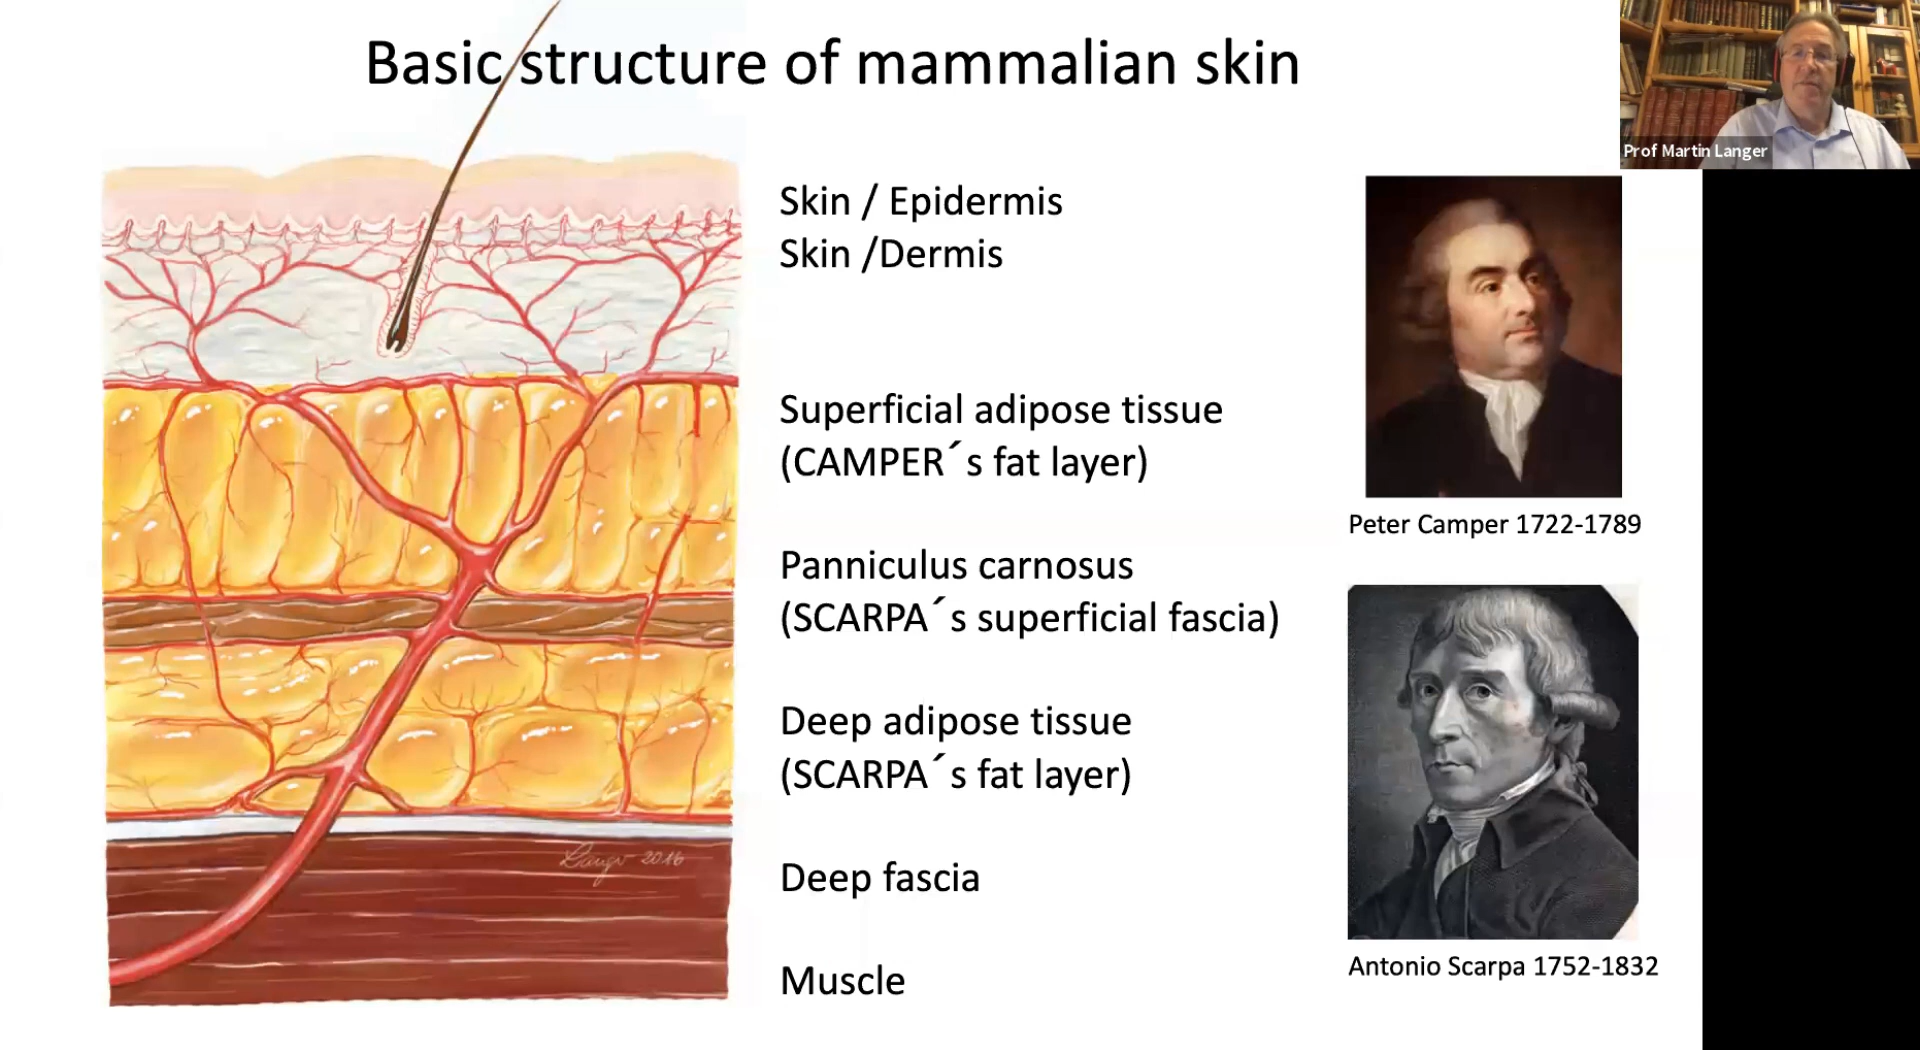 Basic structure of mammalian skin
Prof Martin Langer
Skin / Epidermis
Skin /Dermis
Superficial adipose tissue
(CAMPER´s fat layer)
Panniculus carnosus
(SCARPA´s superficial fascia)
Deep adipose tissue
(SCARPA´s fat layer)
Deep fascia
Muscle
Peter Camper 1722-1789
Antonio Scarpa 1752-1832
Langer 2016